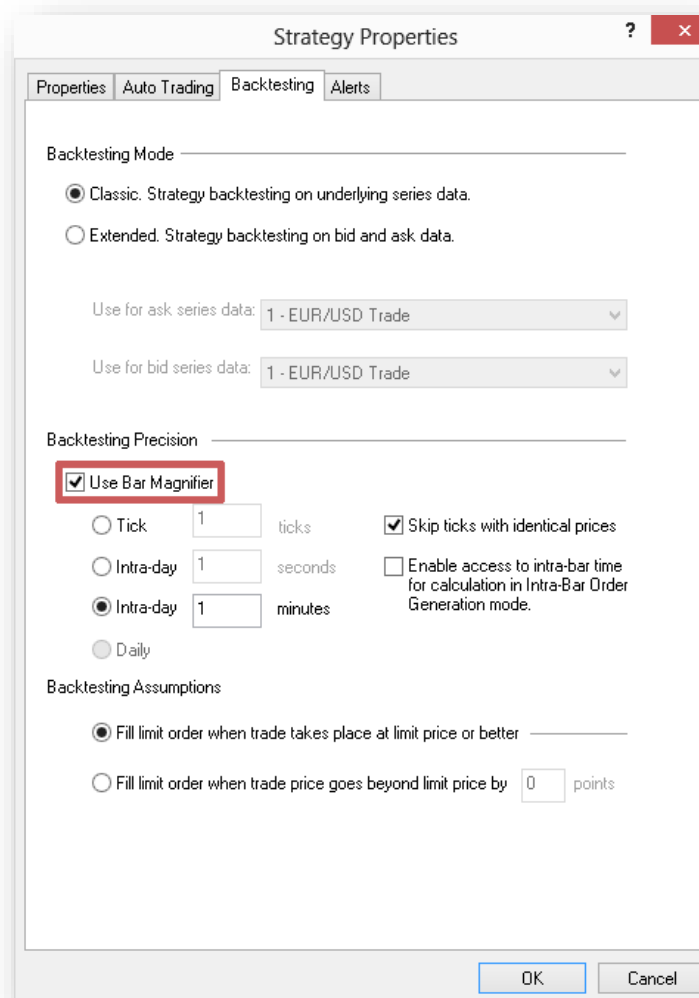 Strategy Properties
?
×
Properties
Auto Trading
Backtesting
Alerts
Backtesting Mode
Classic. Strategy backtesting on underlying series data.
Extended. Strategy backtesting on bid and ask data.
Use for ask series data: 1 - EUR/USD Trade
Use for bid series data: 1 - EUR/USD Trade
Backtesting Precision
Use Bar Magnifier
Tick 1 ticks
Skip ticks with identical prices
Intra-day 1 seconds
Enable access to intra-bar time
for calculation in Intra-Bar Order
Generation mode.
Intra-day 1 minutes
Daily
Backtesting Assumptions
Fill limit order when trade takes place at limit price or better
Fill limit order when trade price goes beyond limit price by 0 points
OK
Cancel